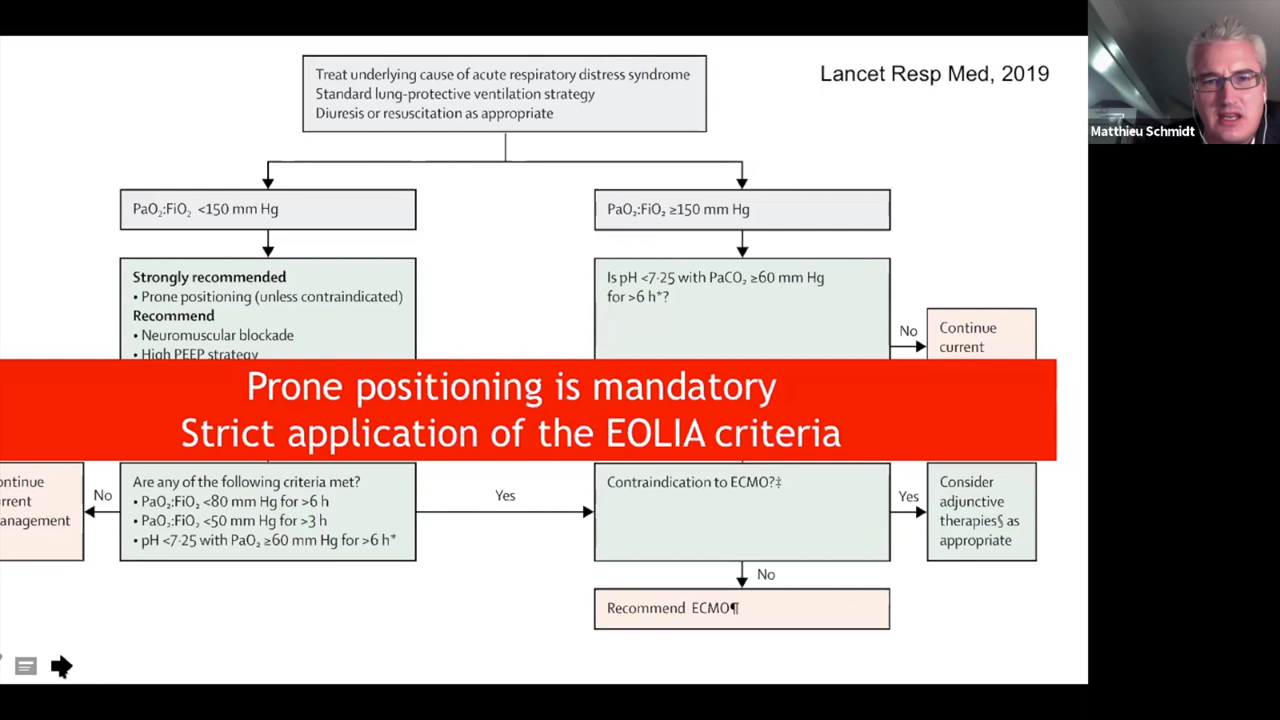 Treat underlying cause of acute respiratory distress syndrome
Standard lung-protective ventilation strategy
Diuresis or resuscitation as appropriate
Lancet Resp Med, 2019
Matthieu Schmidt
PaO₂:FiO₂ <150 mm Hg
PaO₂:FiO₂ ≥150 mm Hg
Strongly recommended
• Prone positioning (unless contraindicated)
Recommend
• Neuromuscular blockade
• High PEEP strategy
Is pH <7·25 with PaCO₂ ≥60 mm Hg
for >6 h*?
No
Continue
current
Prone positioning is mandatory
Strict application of the EOLIA criteria
ontinue
rrent
anagement
No
Are any of the following criteria met?
• PaO₂:FiO₂ <80 mm Hg for >6 h
• PaO₂:FiO₂ <50 mm Hg for >3 h
• pH <7·25 with PaO₂ ≥60 mm Hg for >6 h*
Yes
Contraindication to ECMO?‡
Yes
Consider
adjunctive
therapies§ as
appropriate
No
Recommend ECMO¶